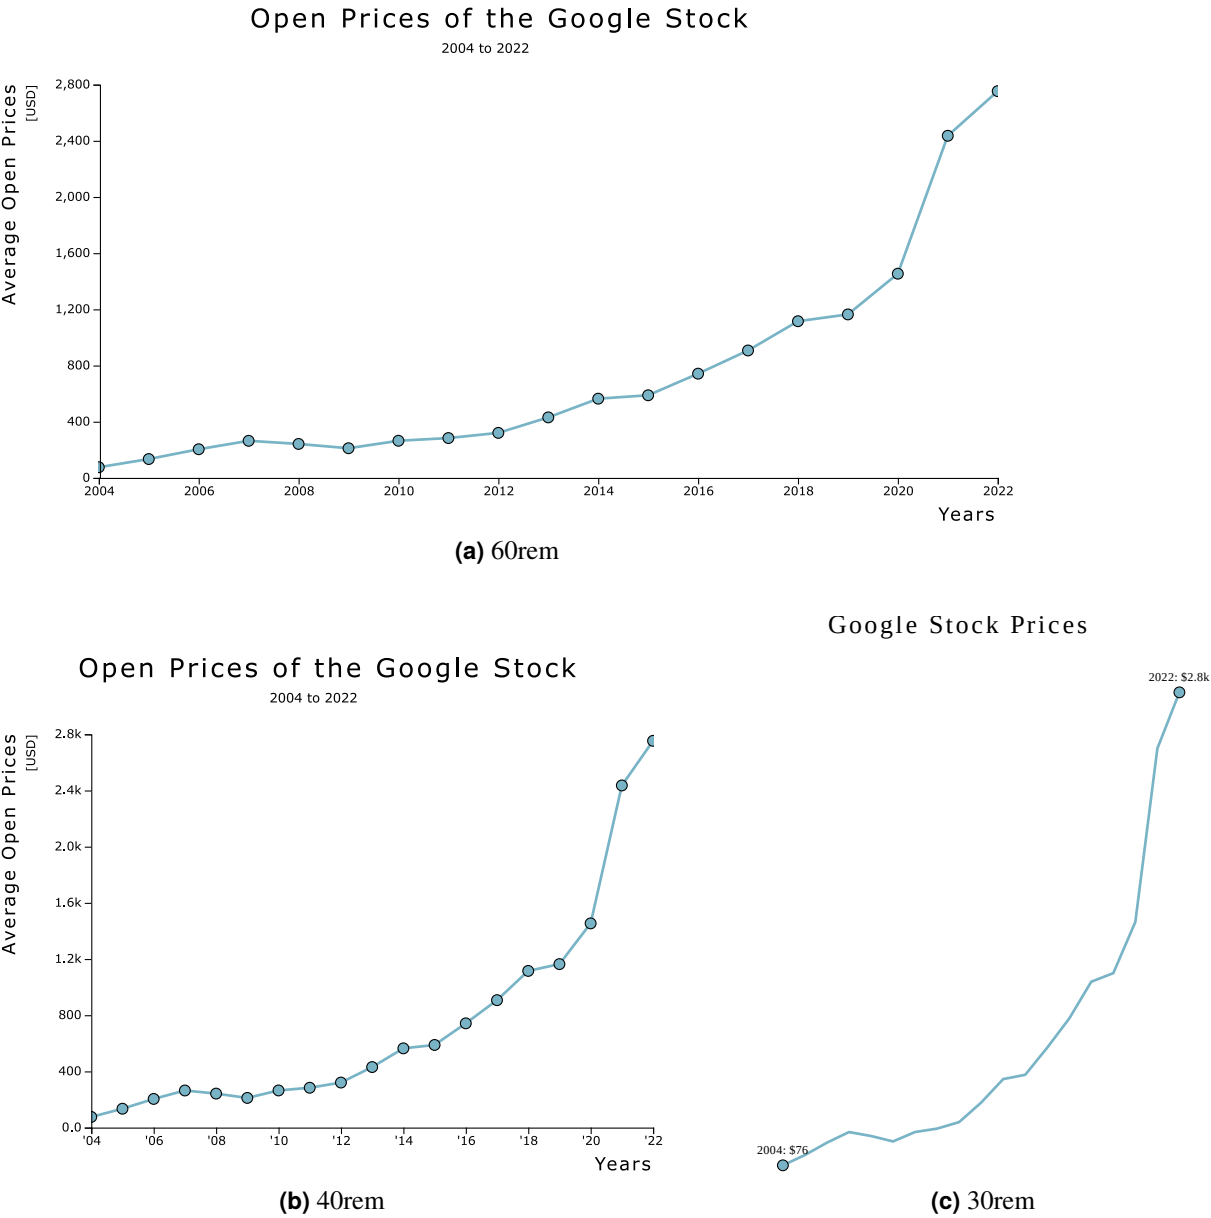 Open Prices of the Google Stock
2004 to 2022
Average Open Prices
[USD]
2,800
2,400
2,000
1,600
1,200
800
400
0
2004 2006 2008 2010 2012 2014 2016 2018 2020 2022
Years
(a) 60rem
Open Prices of the Google Stock
2004 to 2022
Average Open Prices
[USD]
2.8k
2.4k
2.0k
1.6k
1.2k
800
400
0.0
'04 '06 '08 '10 '12 '14 '16 '18 '20 '22
Years
(b) 40rem
Google Stock Prices
2022: $2.8k
2004: $76
(c) 30rem